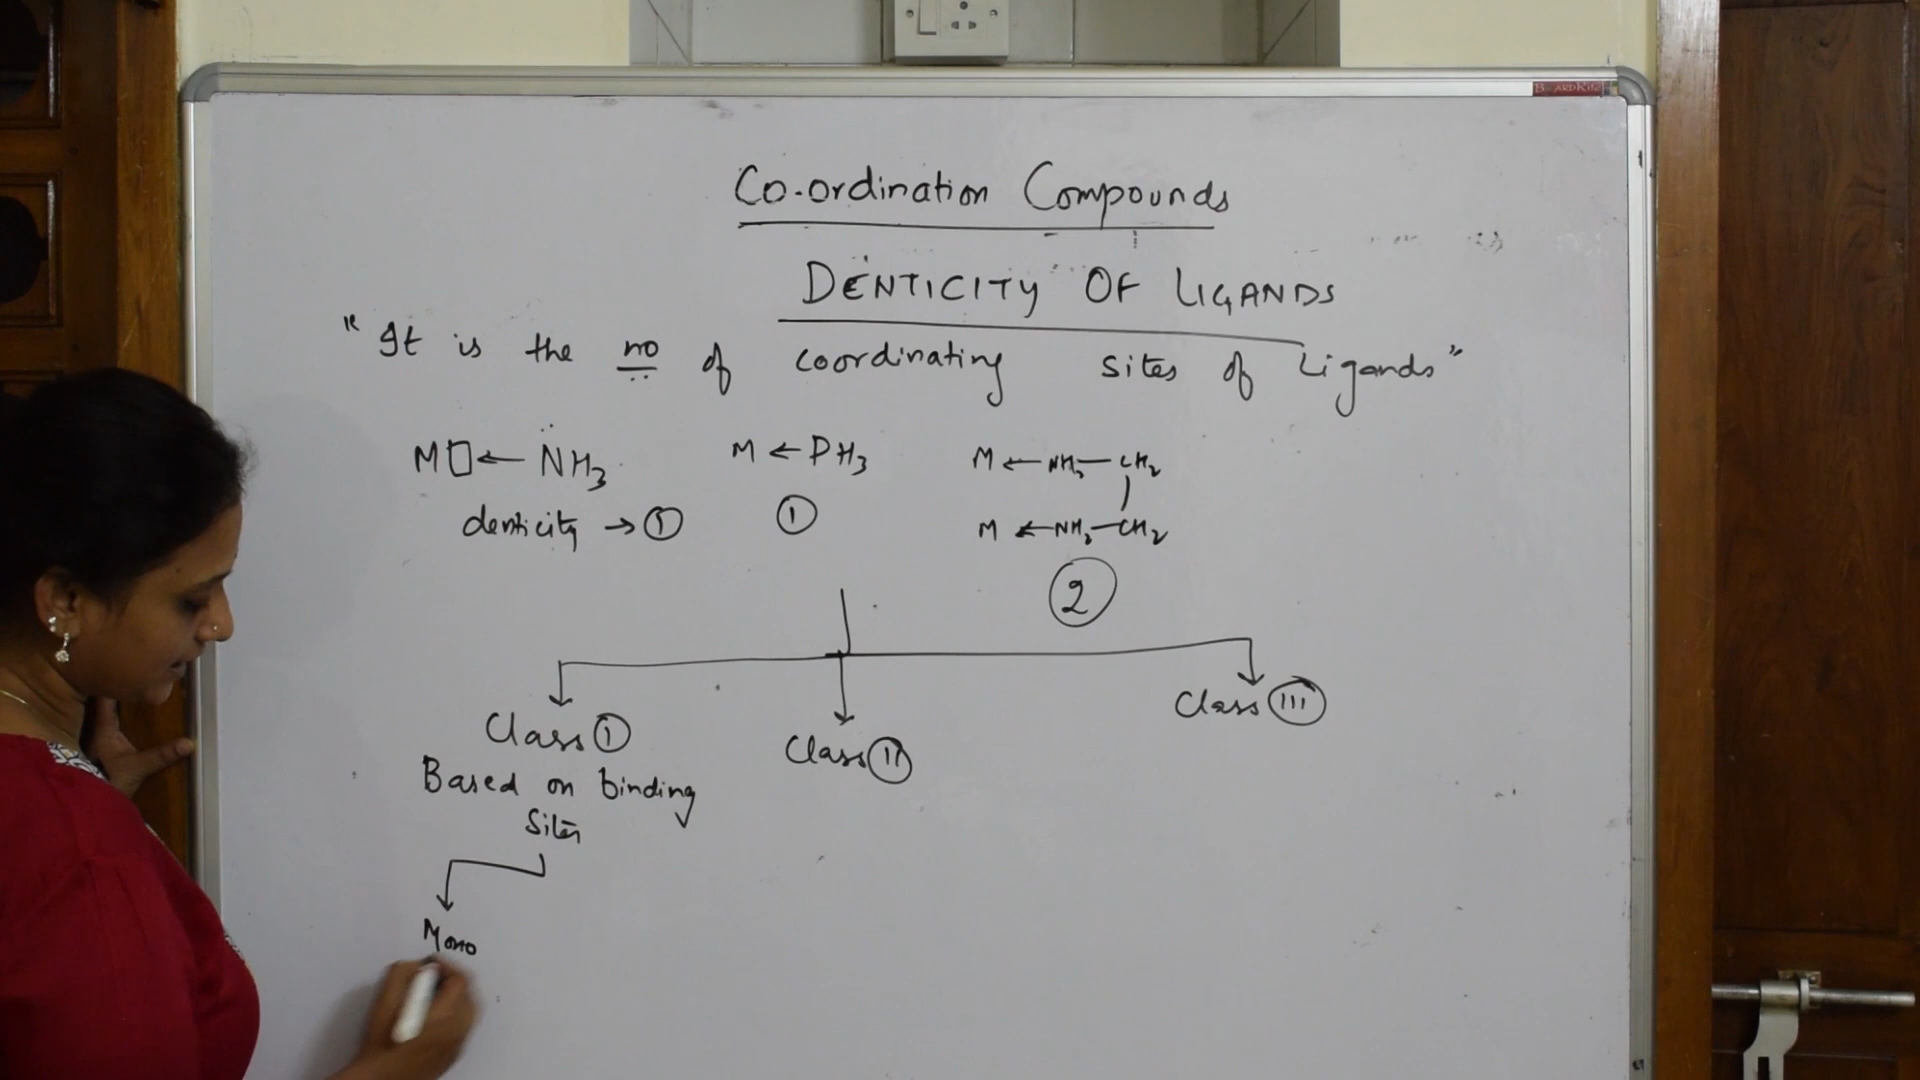 Co-ordination Compounds
DENTICITY OF LIGANDS
"It is the no of coordinating sites of Ligands"
M□←N̈H₃ M←PH₃ M←NH₂—CH₂
denticity → ① ① M←NH₂—CH₂
②
Class Ⓘ Class (II) Class (III)
Based on binding
Sites
Mono